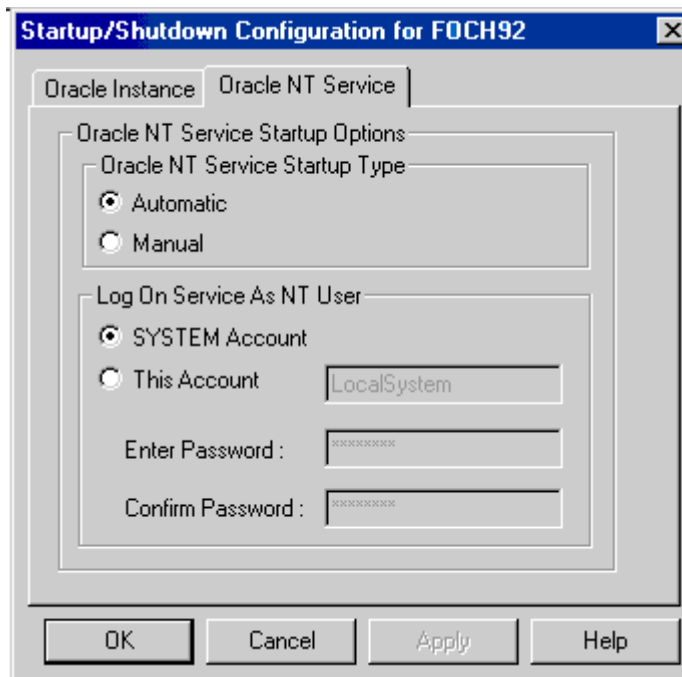 Startup/Shutdown Configuration for FOCH92
Oracle Instance
Oracle NT Service
Oracle NT Service Startup Options
Oracle NT Service Startup Type
Automatic
Manual
Log On Service As NT User
SYSTEM Account
This Account
LocalSystem
Enter Password :
********
Confirm Password :
********
OK
Cancel
Apply
Help